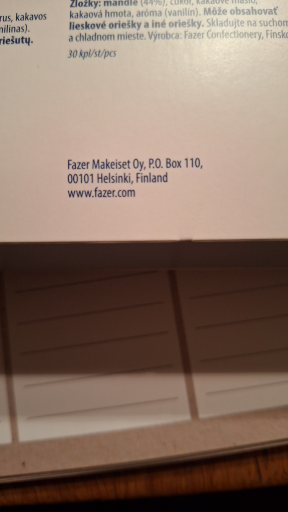 rus, kakavos
nilinas).
riešutų.
Zložky: mandle (44%), cukor, kakaové maslo,
kakaová hmota, aróma (vanilín). Môže obsahovať
lieskové oriešky a iné oriešky. Skladujte na suchom
a chladnom mieste. Výrobca: Fazer Confectionery, Fínsko
30 kpl/st/pcs
Fazer Makeiset Oy, P.O. Box 110,
00101 Helsinki, Finland
www.fazer.com